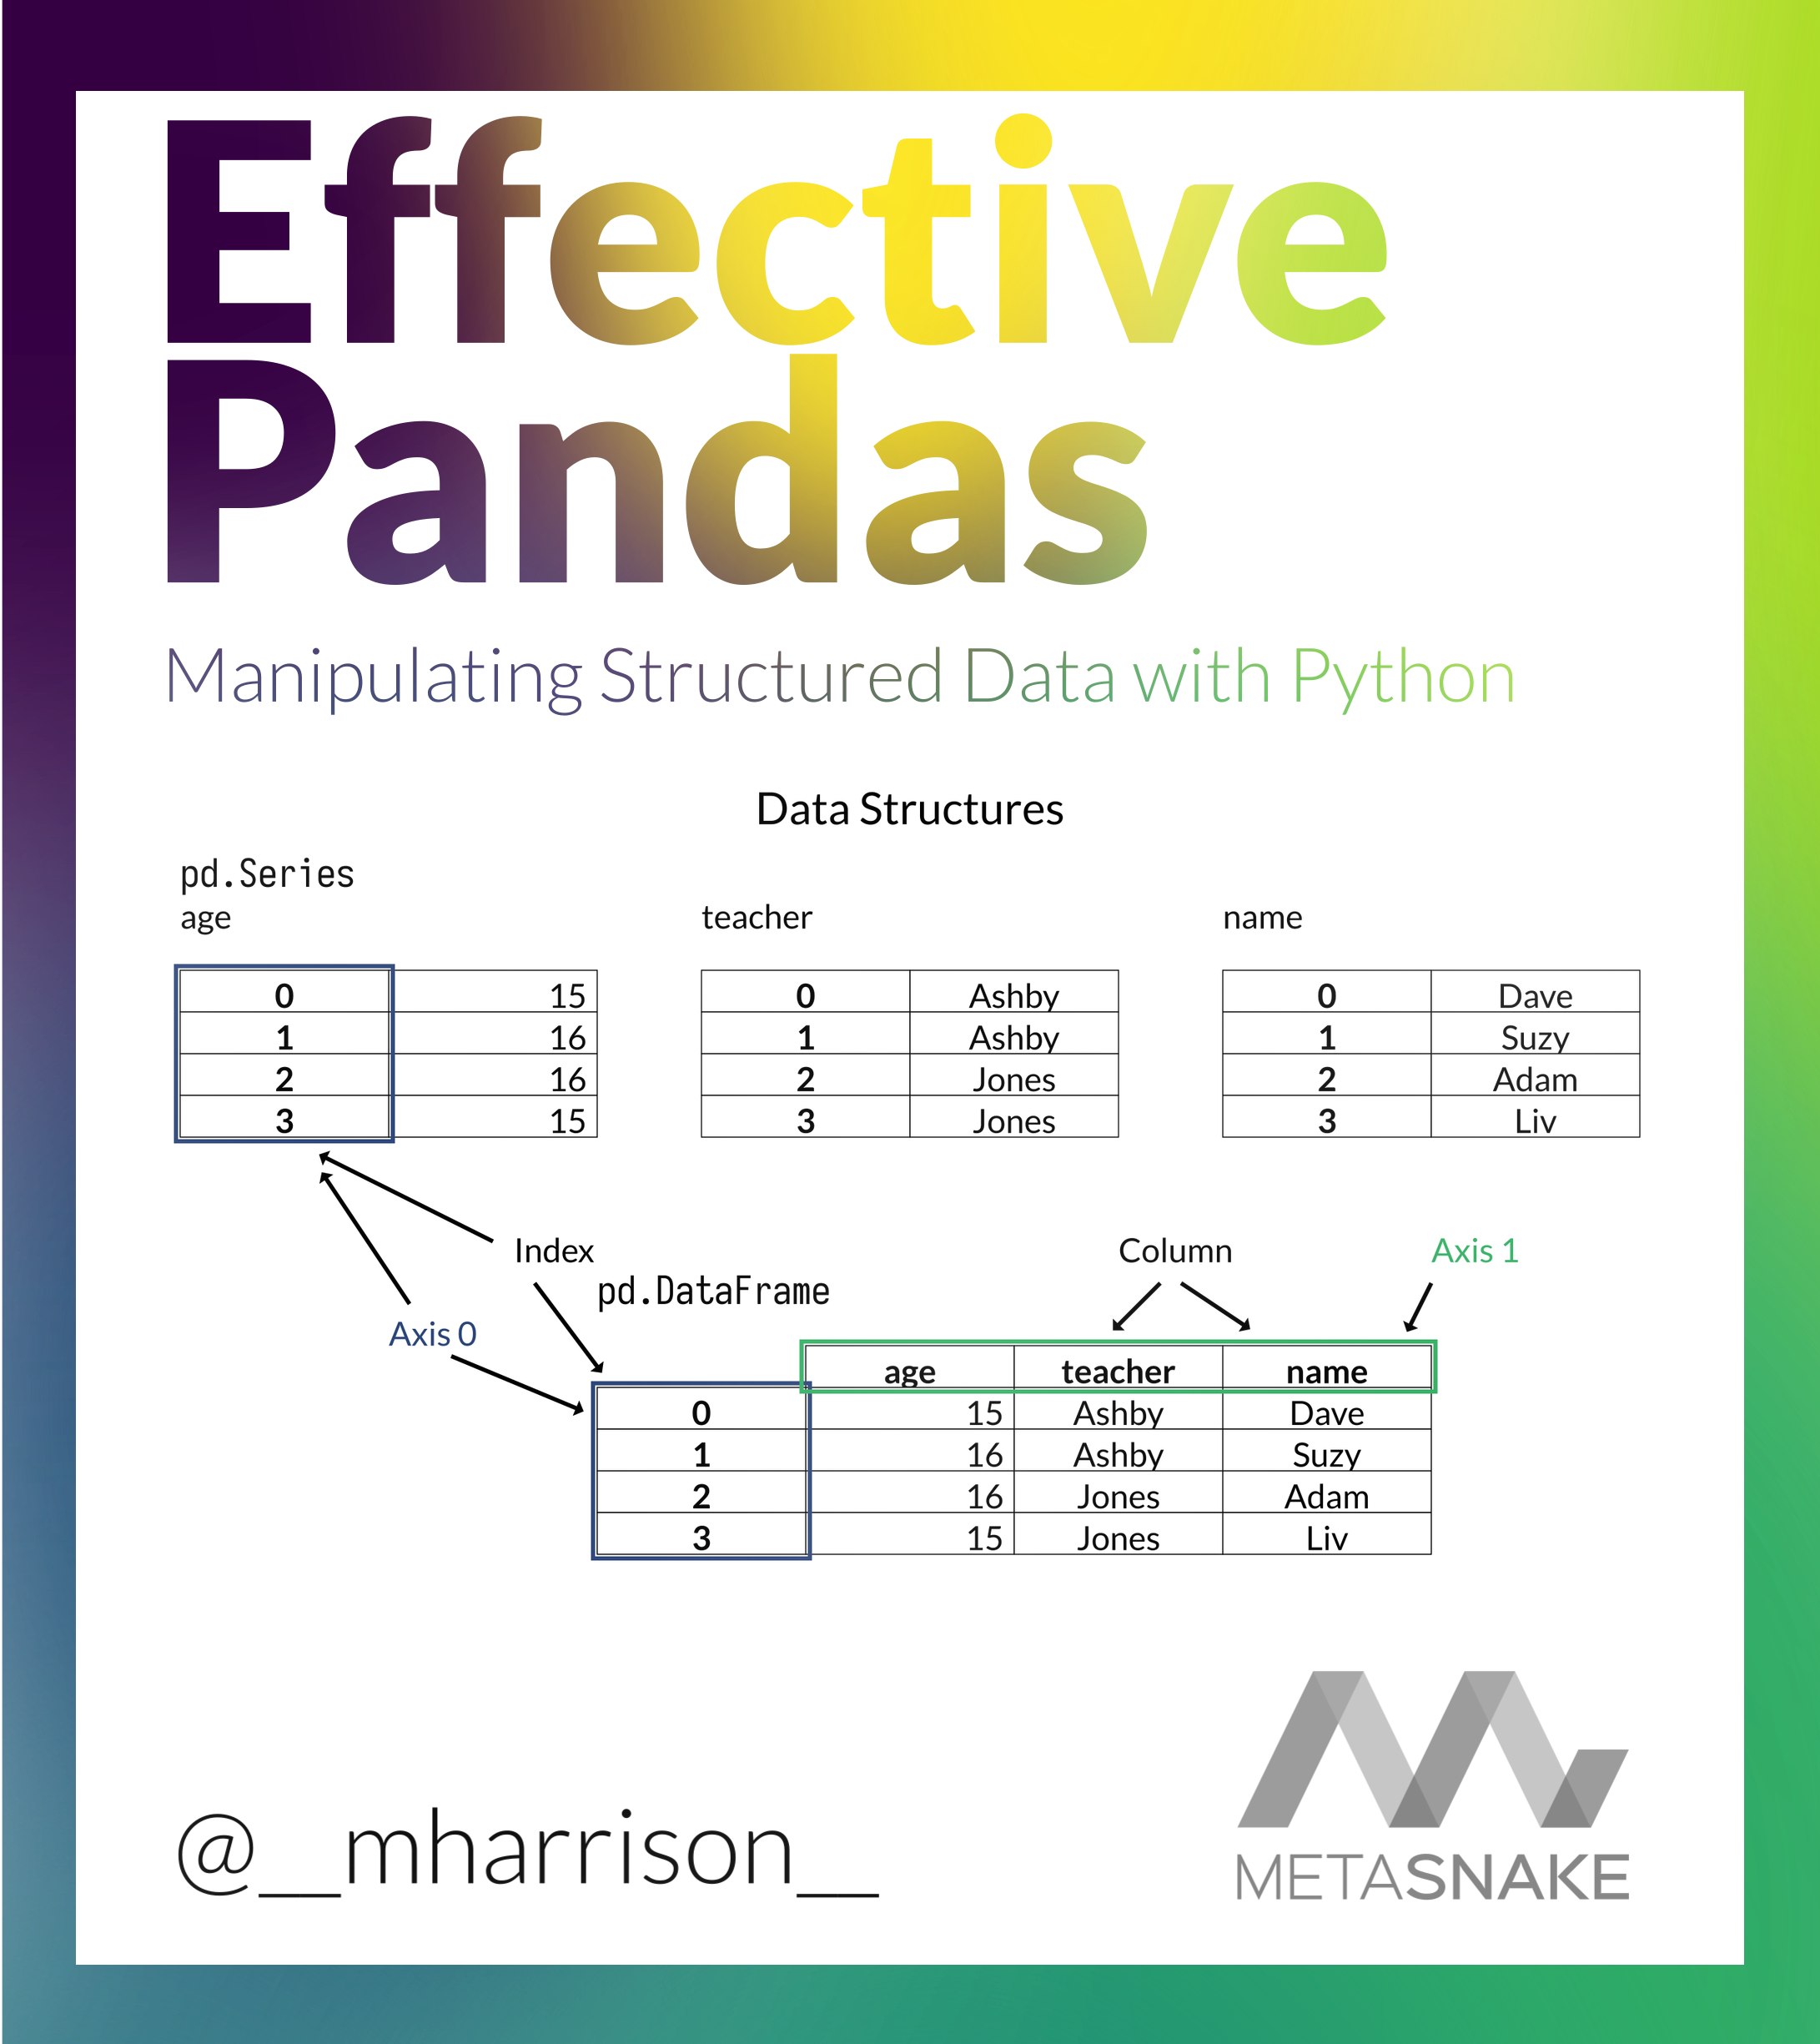 Effective
Pandas
Manipulating Structured Data with Python
Data Structures
pd.Series
age teacher name
0 15 0 Ashby 0 Dave
1 16 1 Ashby 1 Suzy
2 16 2 Jones 2 Adam
3 15 3 Jones 3 Liv
Index Column Axis 1
pd.DataFrame
Axis 0
age teacher name
0 15 Ashby Dave
1 16 Ashby Suzy
2 16 Jones Adam
3 15 Jones Liv
@__mharrison__
METASNAKE